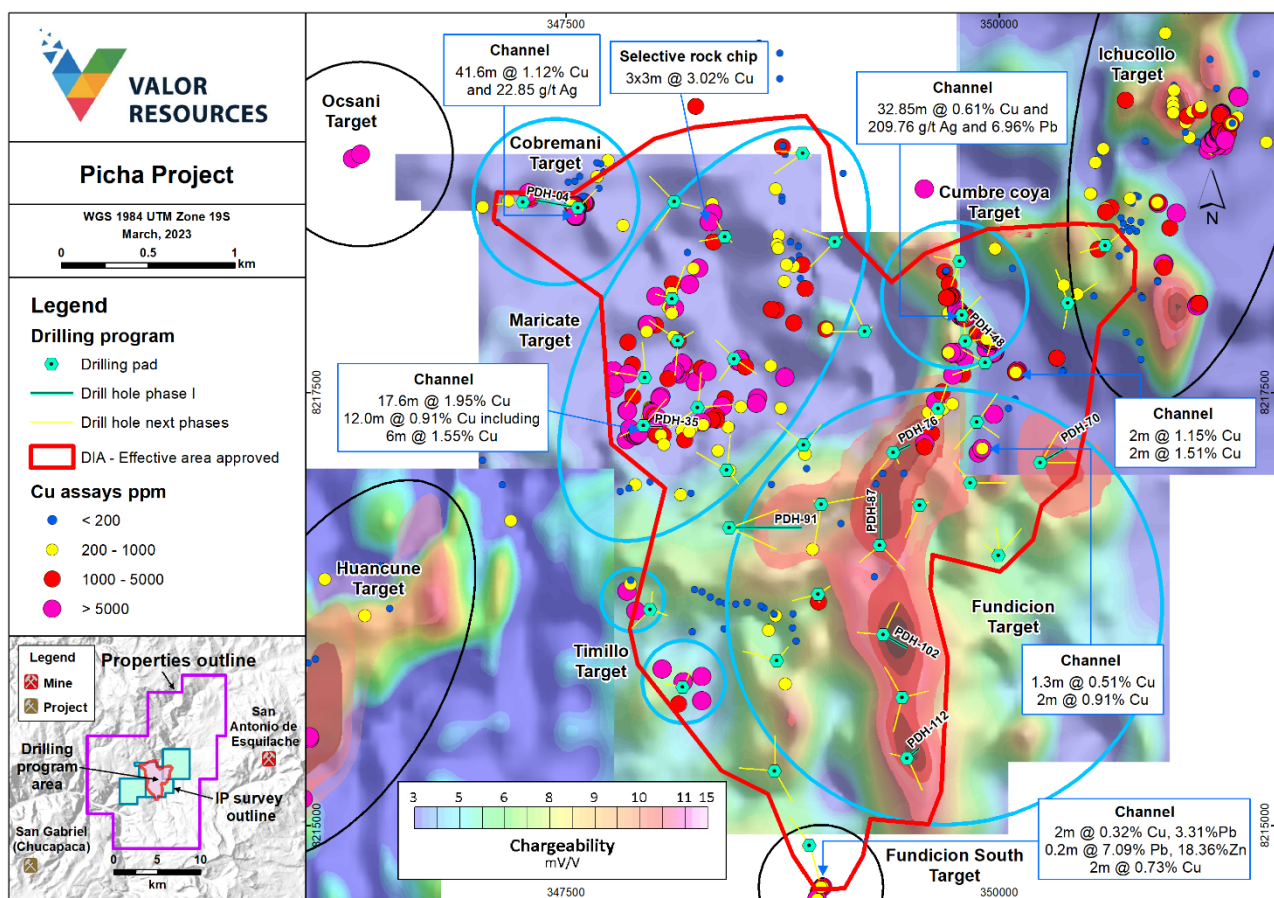 VALOR
RESOURCES
Picha Project
WGS 1984 UTM Zone 19S
March, 2023
0 0.5 1
km
Legend
Drilling program
Drilling pad
Drill hole phase I
Drill hole next phases
DIA - Effective area approved
Cu assays ppm
< 200
200 - 1000
1000 - 5000
> 5000
Legend
Mine
Project
Properties outline
San
Antonio de
Esquilache
Drilling
program
area
IP survey
outline
San Gabriel
(Chucapaca)
0 5 10
km
347500
350000
Ocsani
Target
Channel
41.6m @ 1.12% Cu
and 22.85 g/t Ag
Selective rock chip
3x3m @ 3.02% Cu
Channel
32.85m @ 0.61% Cu and
209.76 g/t Ag and 6.96% Pb
Ichucollo
Target
Cobremani
Target
PDH-04
Cumbre coya
Target
N
Maricate
Target
PDH-48
Channel
17.6m @ 1.95% Cu
12.0m @ 0.91% Cu including
6m @ 1.55% Cu
PDH-35
8217500
Channel
2m @ 1.15% Cu
2m @ 1.51% Cu
PDH-76
PDH-70
PDH-87
PDH-91
Huancune
Target
Fundicion
Target
Timillo
Target
PDH-102
Channel
1.3m @ 0.51% Cu
2m @ 0.91% Cu
PDH-112
3 5 6 8 9 10 11 15
Chargeability
mV/V
8215000
Channel
2m @ 0.32% Cu, 3.31%Pb
0.2m @ 7.09% Pb, 18.36%Zn
2m @ 0.73% Cu
Fundicion South
Target
347500
350000